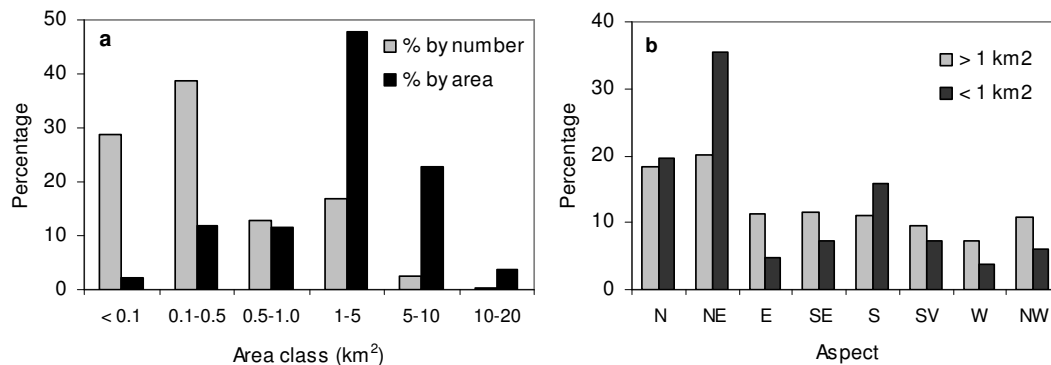 a
% by number
% by area
50
40
30
20
10
0
Percentage
< 0.1 0.1-0.5 0.5-1.0 1-5 5-10 10-20
Area class (km²)
b
> 1 km2
< 1 km2
40
30
20
10
0
Percentage
N NE E SE S SV W NW
Aspect